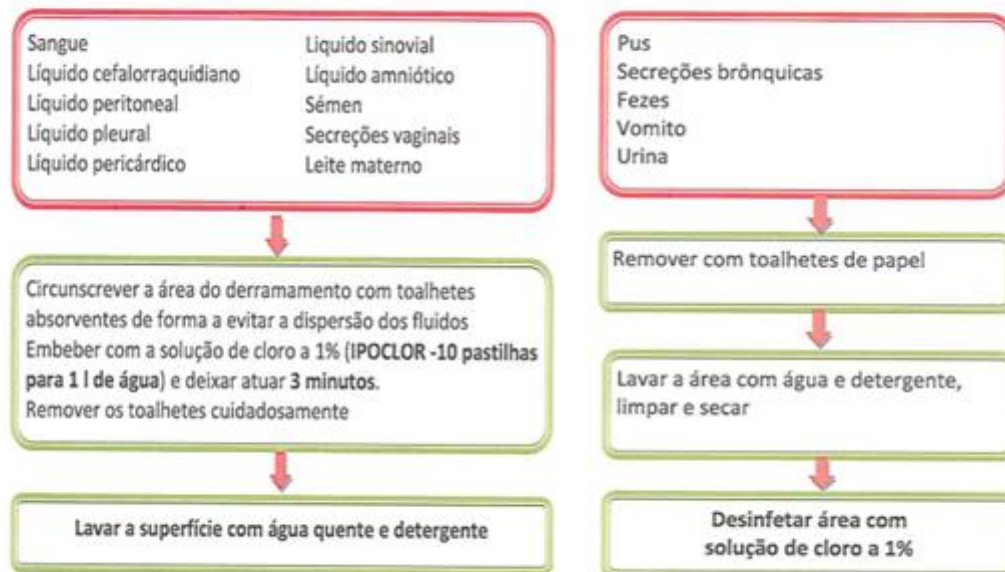 Sangue
Líquido cefalorraquidiano
Líquido peritoneal
Líquido pleural
Líquido pericárdico
Liquido sinovial
Líquido amniótico
Sémen
Secreções vaginais
Leite materno
Circunscrever a área do derramamento com toalhetes
absorventes de forma a evitar a dispersão dos fluidos
Embeber com a solução de cloro a 1% (IPOCLOR -10 pastilhas
para 1 l de água) e deixar atuar 3 minutos.
Remover os toalhetes cuidadosamente
Lavar a superfície com água quente e detergente
Pus
Secreções brônquicas
Fezes
Vomito
Urina
Remover com toalhetes de papel
Lavar a área com água e detergente,
limpar e secar
Desinfetar área com
solução de cloro a 1%